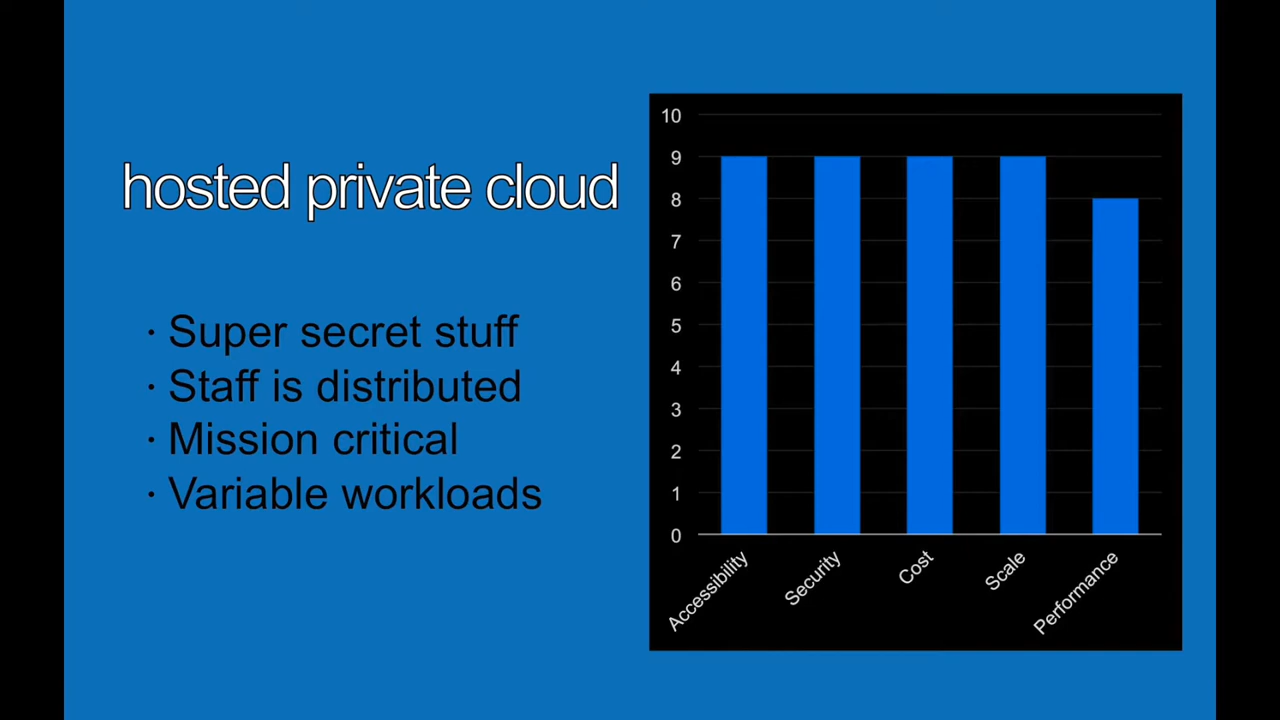 hosted private cloud
· Super secret stuff
· Staff is distributed
· Mission critical
· Variable workloads
10
9
8
7
6
5
4
3
2
1
0
Accessibility
Security
Cost
Scale
Performance